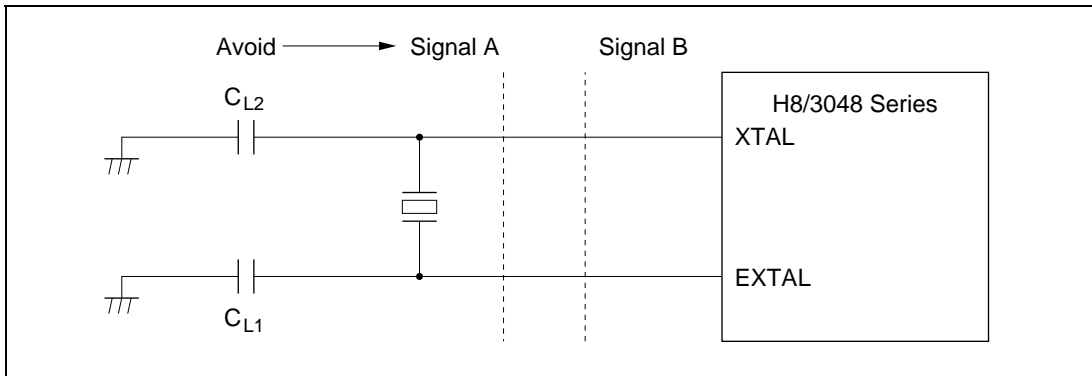 Avoid Signal A Signal B
CL2
H8/3048 Series
XTAL
EXTAL
CL1